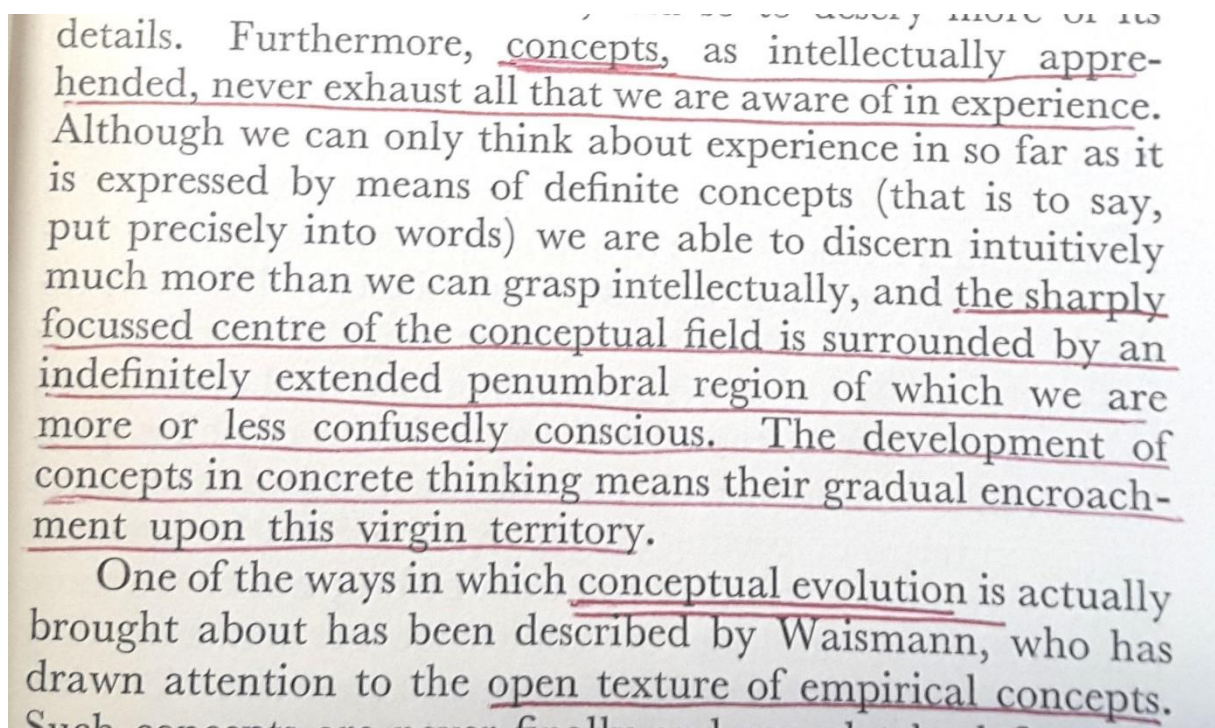 details. Furthermore, concepts, as intellectually appre-
hended, never exhaust all that we are aware of in experience.
Although we can only think about experience in so far as it
is expressed by means of definite concepts (that is to say,
put precisely into words) we are able to discern intuitively
much more than we can grasp intellectually, and the sharply
focussed centre of the conceptual field is surrounded by an
indefinitely extended penumbral region of which we are
more or less confusedly conscious. The development of
concepts in concrete thinking means their gradual encroach-
ment upon this virgin territory.
One of the ways in which conceptual evolution is actually
brought about has been described by Waismann, who has
drawn attention to the open texture of empirical concepts.